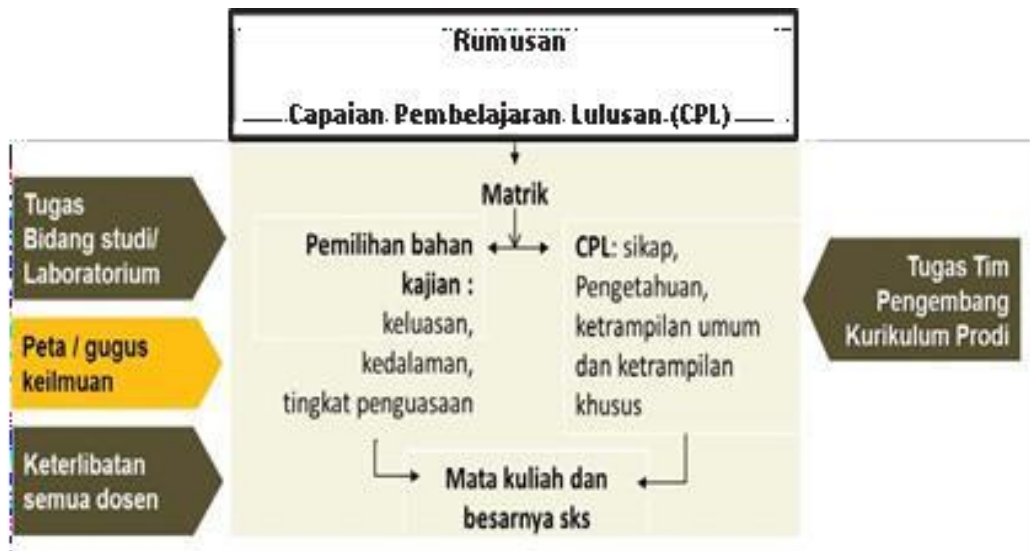 Rumusan
Capaian Pembelajaran Lulusan (CPL)
Matrik
Tugas
Bidang studi/
Laboratorium
Peta / gugus
keilmuan
Keterlibatan
semua dosen
Pemilihan bahan
kajian :
keluasan,
kedalaman,
tingkat penguasaan
CPL: sikap,
Pengetahuan,
ketrampilan umum
dan ketrampilan
khusus
Tugas Tim
Pengembang
Kurikulum Prodi
Mata kuliah dan
besarnya sks